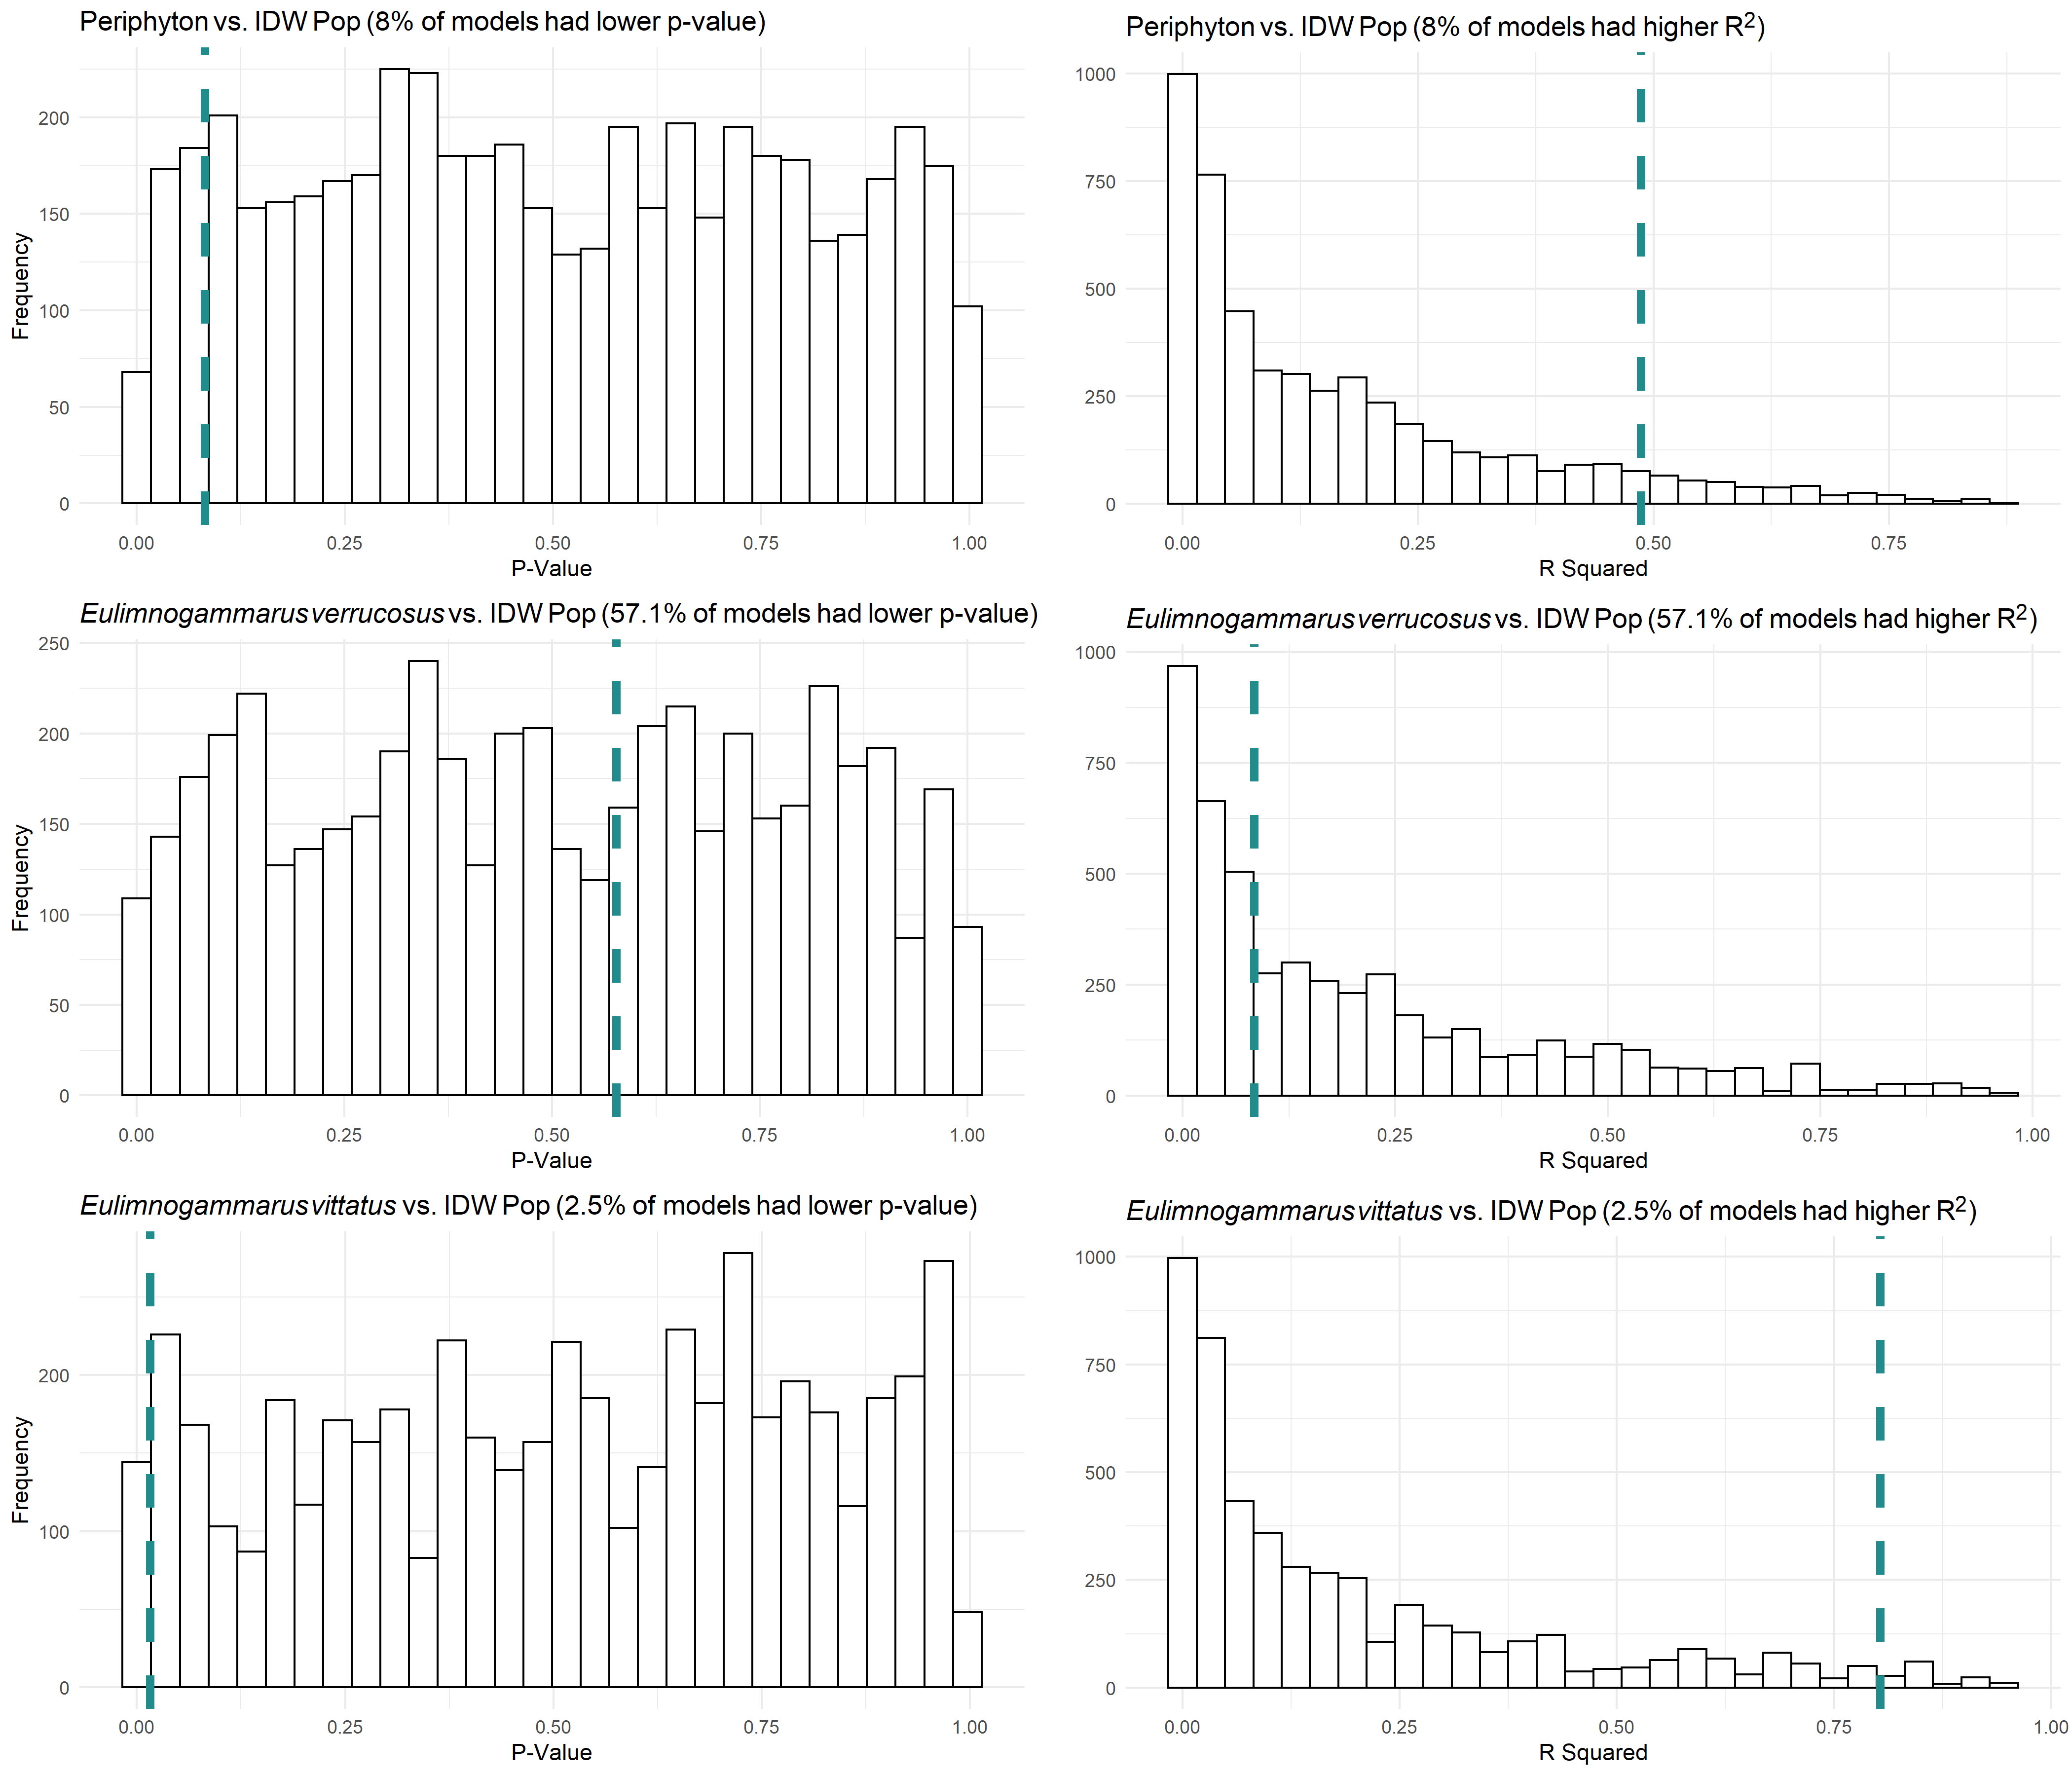 Periphyton vs. IDW Pop (8% of models had lower p-value)
Frequency
200
150
100
50
0
0.00 0.25 0.50 0.75 1.00
P-Value
Periphyton vs. IDW Pop (8% of models had higher R²)
1000
750
500
250
0
0.00 0.25 0.50 0.75
R Squared
Eulimnogammarus verrucosus vs. IDW Pop (57.1% of models had lower p-value)
Frequency
250
200
150
100
50
0
0.00 0.25 0.50 0.75 1.00
P-Value
Eulimnogammarus verrucosus vs. IDW Pop (57.1% of models had higher R²)
1000
750
500
250
0
0.00 0.25 0.50 0.75 1.00
R Squared
Eulimnogammarus vittatus vs. IDW Pop (2.5% of models had lower p-value)
Frequency
200
100
0
0.00 0.25 0.50 0.75 1.00
P-Value
Eulimnogammarus vittatus vs. IDW Pop (2.5% of models had higher R²)
1000
750
500
250
0
0.00 0.25 0.50 0.75 1.00
R Squared